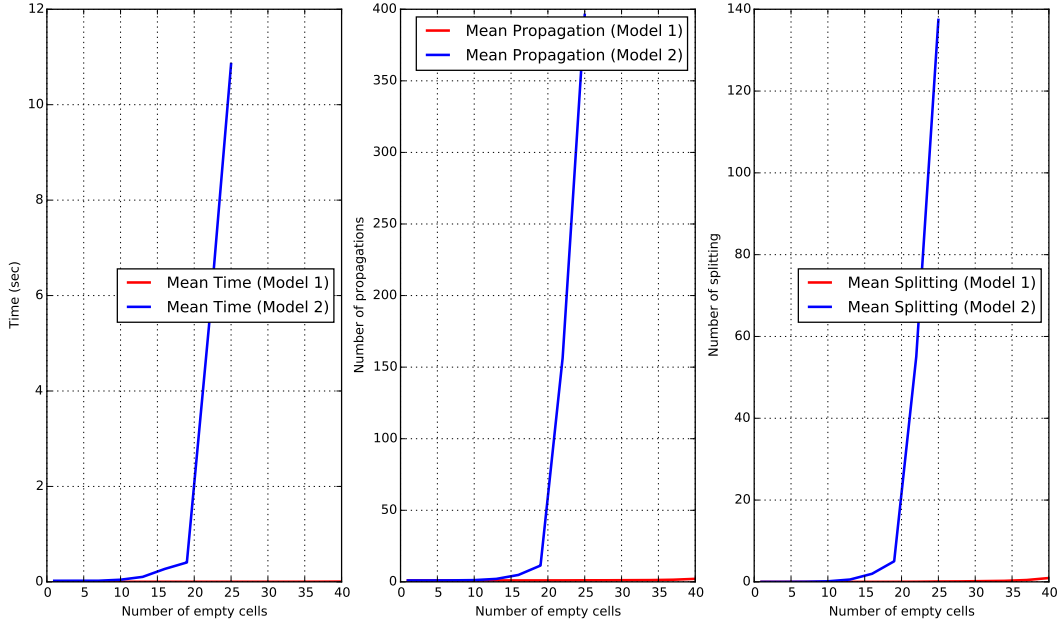 12
10
8
6
4
2
0
Time (sec)
Mean Time (Model 1)
Mean Time (Model 2)
0 5 10 15 20 25 30 35 40
Number of empty cells
400
350
300
250
200
150
100
50
0
Number of propagations
Mean Propagation (Model 1)
Mean Propagation (Model 2)
0 5 10 15 20 25 30 35 40
Number of empty cells
140
120
100
80
60
40
20
0
Number of splitting
Mean Splitting (Model 1)
Mean Splitting (Model 2)
0 5 10 15 20 25 30 35 40
Number of empty cells